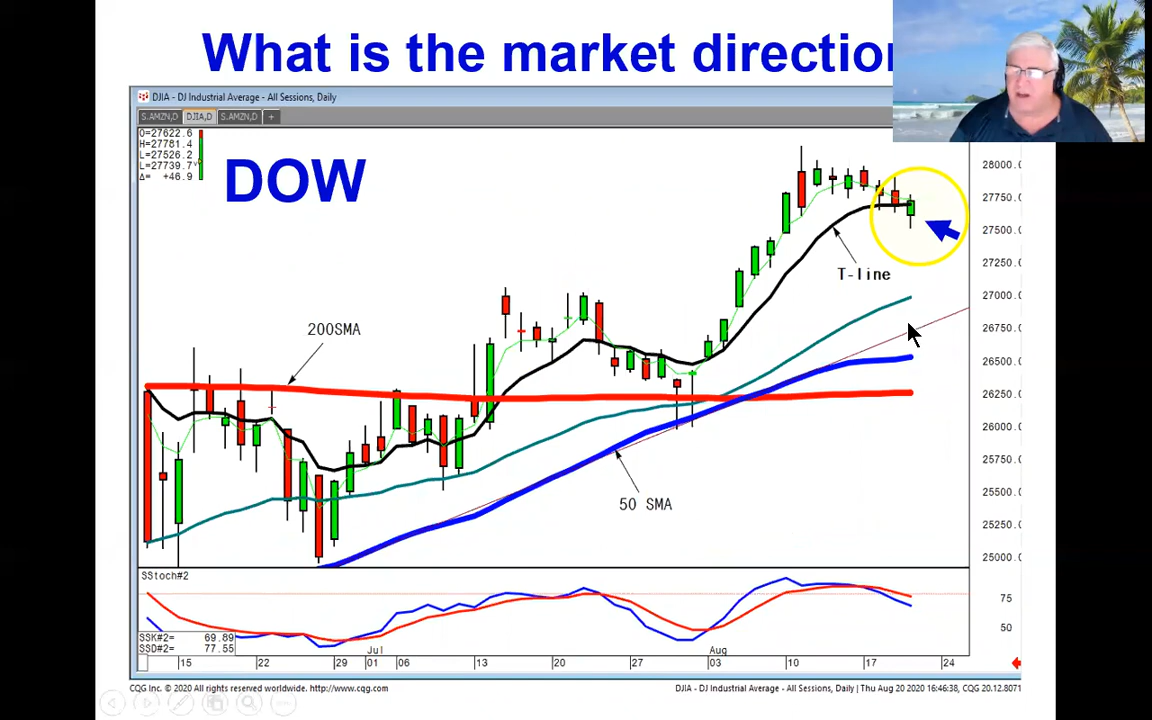 What is the market direction
DJIA - DJ Industrial Average - All Sessions, Daily
S.AMZN,D DJIA,D S.AMZN,D +
O=27622.6
H=27781.4
L=27526.2
L=27739.7
Δ= +46.9
DOW
28000.0
27750.0
27500.0
27250.0
27000.0
26750.0
26500.0
26250.0
26000.0
25750.0
25500.0
25250.0
25000.0
T-line
200SMA
50 SMA
SStoch#2
75
50
SSK#2= 69.89
SSD#2= 77.55
Jul Aug
15 22 29 01 06 13 20 27 03 10 17 24
CQG Inc. © 2020 All rights reserved worldwide. http://www.cqg.com
DJIA - DJ Industrial Average - All Sessions, Daily | Thu Aug 20 2020 16:46:38, CQG 20.12.8071